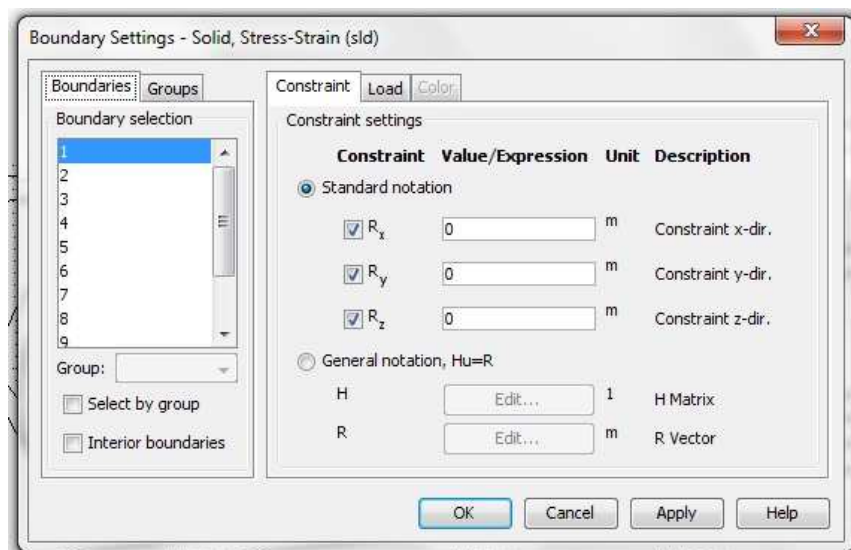 Boundary Settings - Solid, Stress-Strain (sld)
Boundaries Groups
Boundary selection
1
2
3
4
5
6
7
8
9
Group:
Select by group
Interior boundaries
Constraint Load Color
Constraint settings
Constraint Value/Expression Unit Description
Standard notation
Rx 0 m Constraint x-dir.
Ry 0 m Constraint y-dir.
Rz 0 m Constraint z-dir.
General notation, Hu=R
H Edit... 1 H Matrix
R Edit... m R Vector
OK Cancel Apply Help